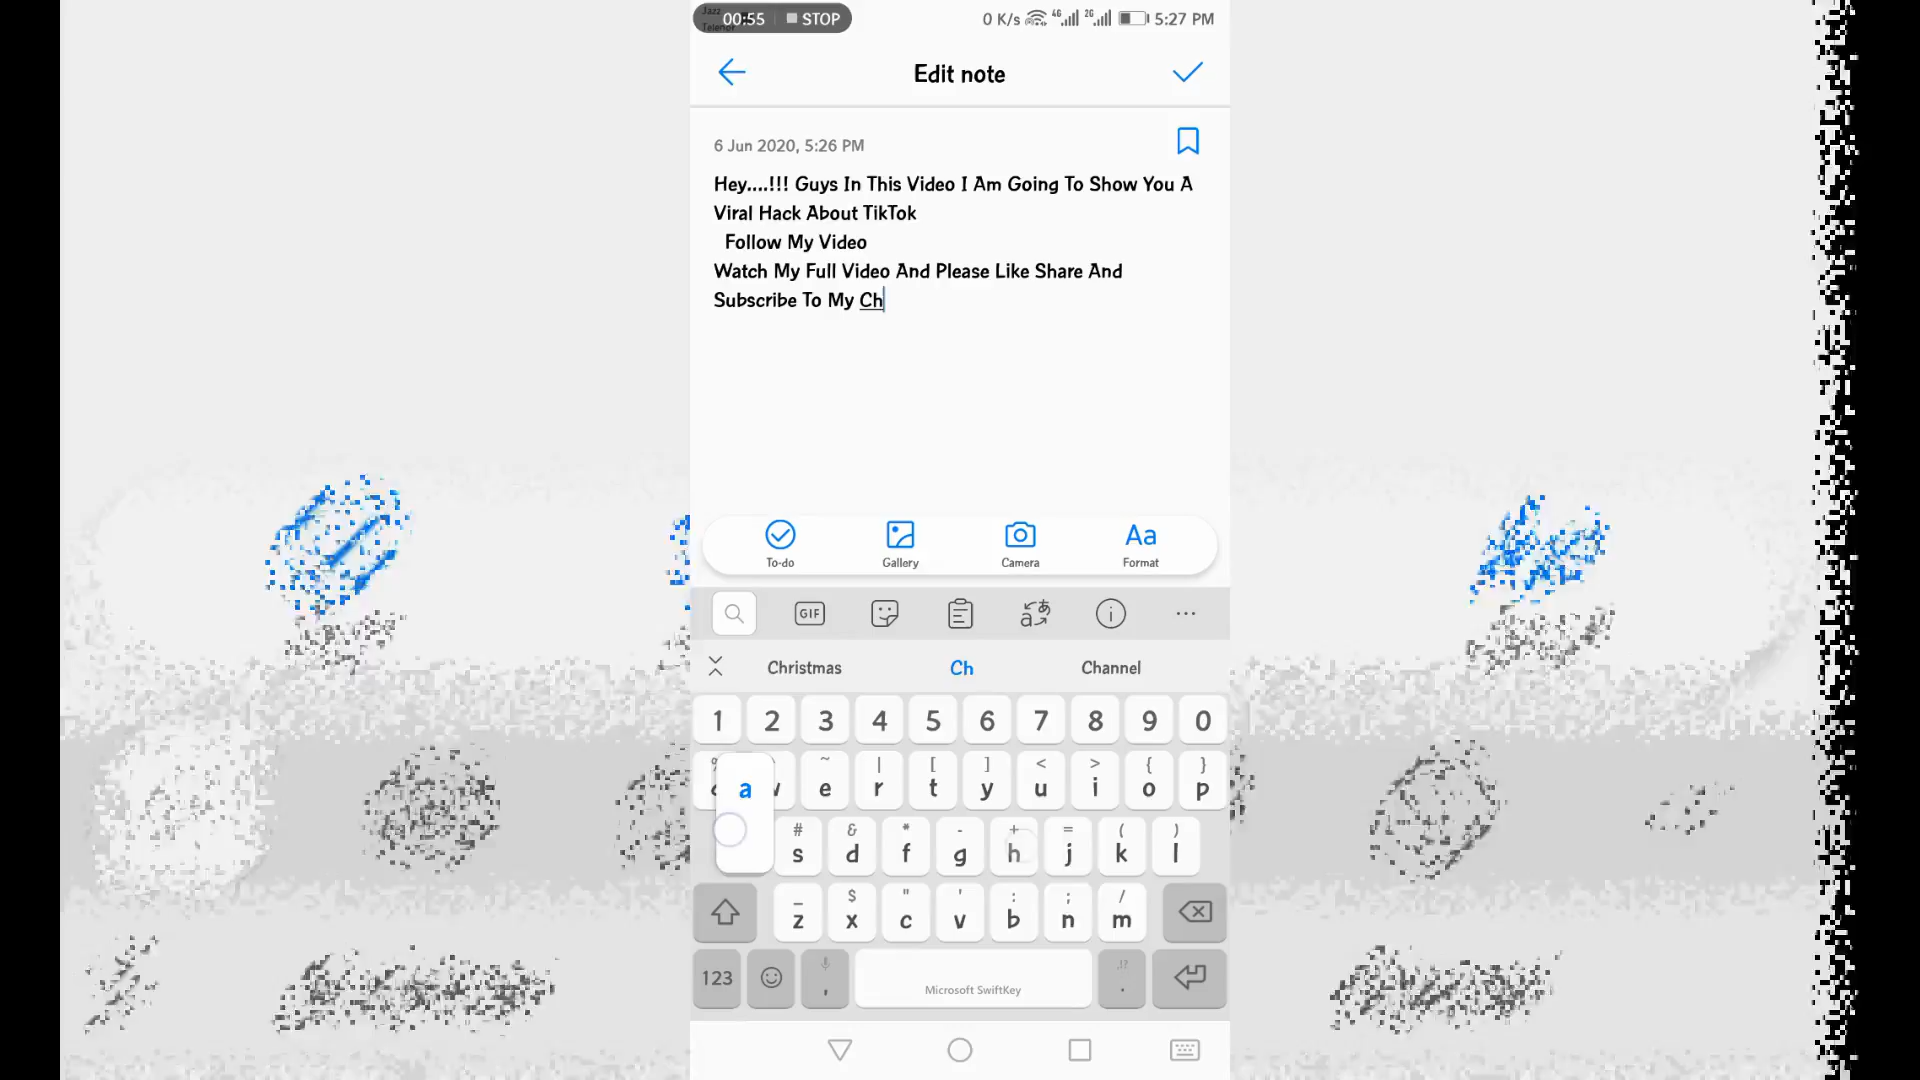 00:55 STOP 0 K/s 4G 2G 5:27 PM
Edit note
6 Jun 2020, 5:26 PM
Hey....!!! Guys In This Video I Am Going To Show You A
Viral Hack About TikTok
Follow My Video
Watch My Full Video And Please Like Share And
Subscribe To My Ch
Aa
To-do Gallery Camera Format
GIF
Christmas Ch Channel
1 2 3 4 5 6 7 8 9 0
~ | [ ] < > { }
a e r t y u i o p
# & * - + = ( )
s d f g h j k l
_ $ " ' : ; /
z x c v b n m
123 , Microsoft SwiftKey !? .